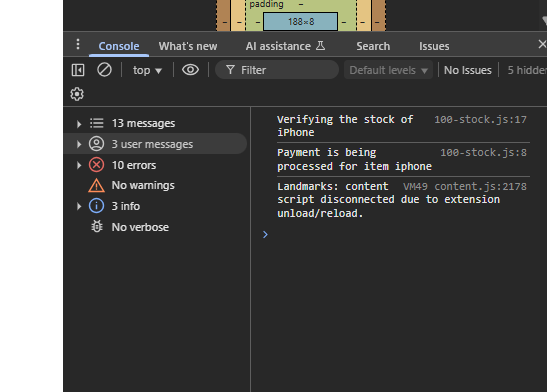 padding –
– – – 188×8 – – –
Console What's new AI assistance Search Issues
top ▾ Filter Default levels ▾ No Issues 5 hidden
13 messages
3 user messages
10 errors
No warnings
3 info
No verbose
Verifying the stock of 100-stock.js:17
iPhone
Payment is being 100-stock.js:8
processed for item iphone
Landmarks: content VM49 content.js:2178
script disconnected due to extension
unload/reload.